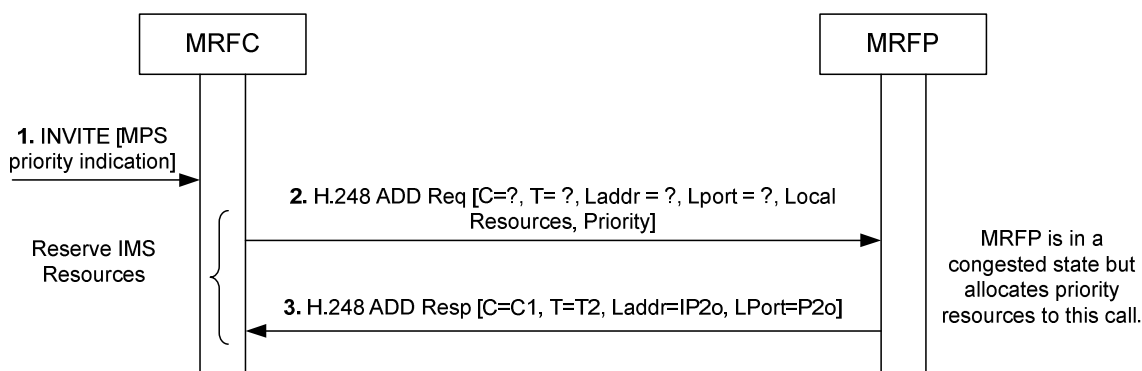 MRFC
MRFP
1. INVITE [MPS
priority indication]
2. H.248 ADD Req [C=?, T= ?, Laddr = ?, Lport = ?, Local
Resources, Priority]
Reserve IMS
Resources
MRFP is in a
congested state but
allocates priority
resources to this call.
3. H.248 ADD Resp [C=C1, T=T2, Laddr=IP2o, LPort=P2o]